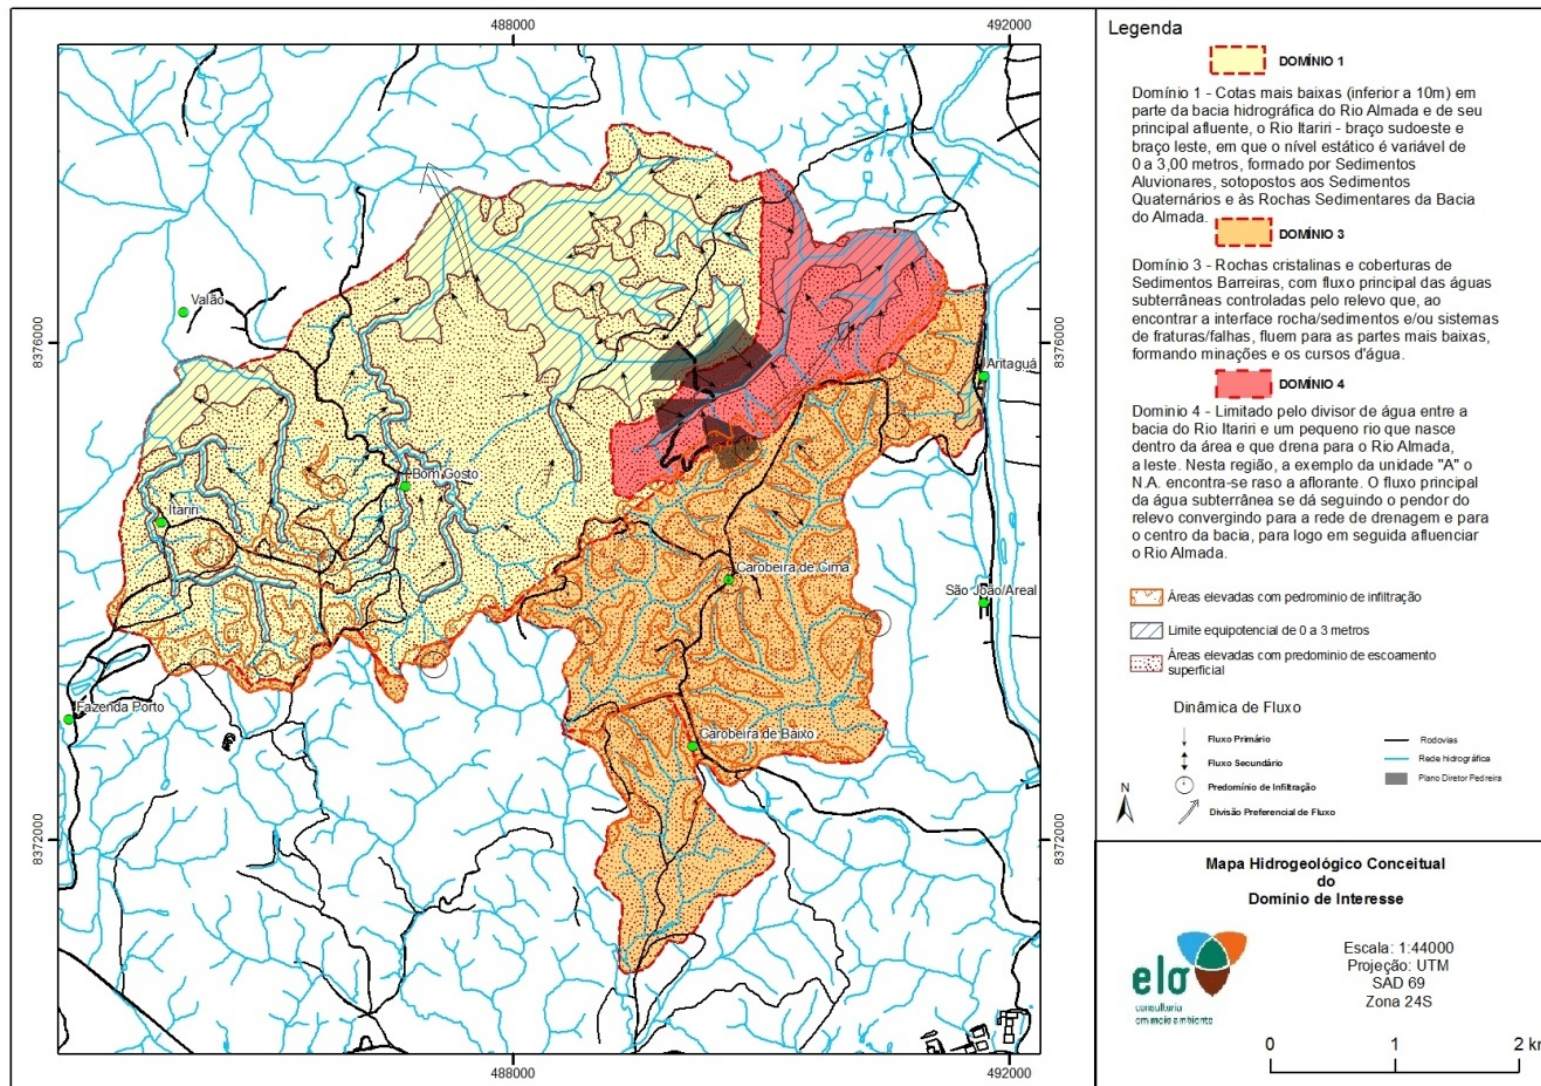 488000
492000
8376000
8376000
8372000
8372000
488000
492000
Valão
Aritaguá
Bom Gosto
Itariri
Carobeira de Cima
São João/Areal
Fazenda Porto
Carobeira de Baixo
Legenda
DOMÍNIO 1
Domínio 1 - Cotas mais baixas (inferior a 10m) em
parte da bacia hidrográfica do Rio Almada e de seu
principal afluente, o Rio Itariri - braço sudoeste e
braço leste, em que o nível estático é variável de
0 a 3,00 metros, formado por Sedimentos
Aluvionares, sotopostos aos Sedimentos
Quaternários e às Rochas Sedimentares da Bacia
do Almada.
DOMÍNIO 3
Domínio 3 - Rochas cristalinas e coberturas de
Sedimentos Barreiras, com fluxo principal das águas
subterrâneas controladas pelo relevo que, ao
encontrar a interface rocha/sedimentos e/ou sistemas
de fraturas/falhas, fluem para as partes mais baixas,
formando minações e os cursos d'água.
DOMÍNIO 4
Dominio 4 - Limitado pelo divisor de água entre a
bacia do Rio Itariri e um pequeno rio que nasce
dentro da área e que drena para o Rio Almada,
a leste. Nesta região, a exemplo da unidade "A" o
N.A. encontra-se raso a aflorante. O fluxo principal
da água subterrânea se dá seguindo o pendor do
relevo convergindo para a rede de drenagem e para
o centro da bacia, para logo em seguida afluenciar
o Rio Almada.
Áreas elevadas com pedrominio de infiltração
Limite equipotencial de 0 a 3 metros
Áreas elevadas com predominio de escoamento
superficial
Dinâmica de Fluxo
Fluxo Primário
Fluxo Secundário
Predomínio de Infiltração
Divisão Preferencial de Fluxo
Rodovias
Rede hidrográfica
Plano Diretor Pedreira
N
Mapa Hidrogeológico Conceitual
do
Domínio de Interesse
elo
consultoria
em meio ambiente
Escala: 1:44000
Projeção: UTM
SAD 69
Zona 24S
0 1 2 km